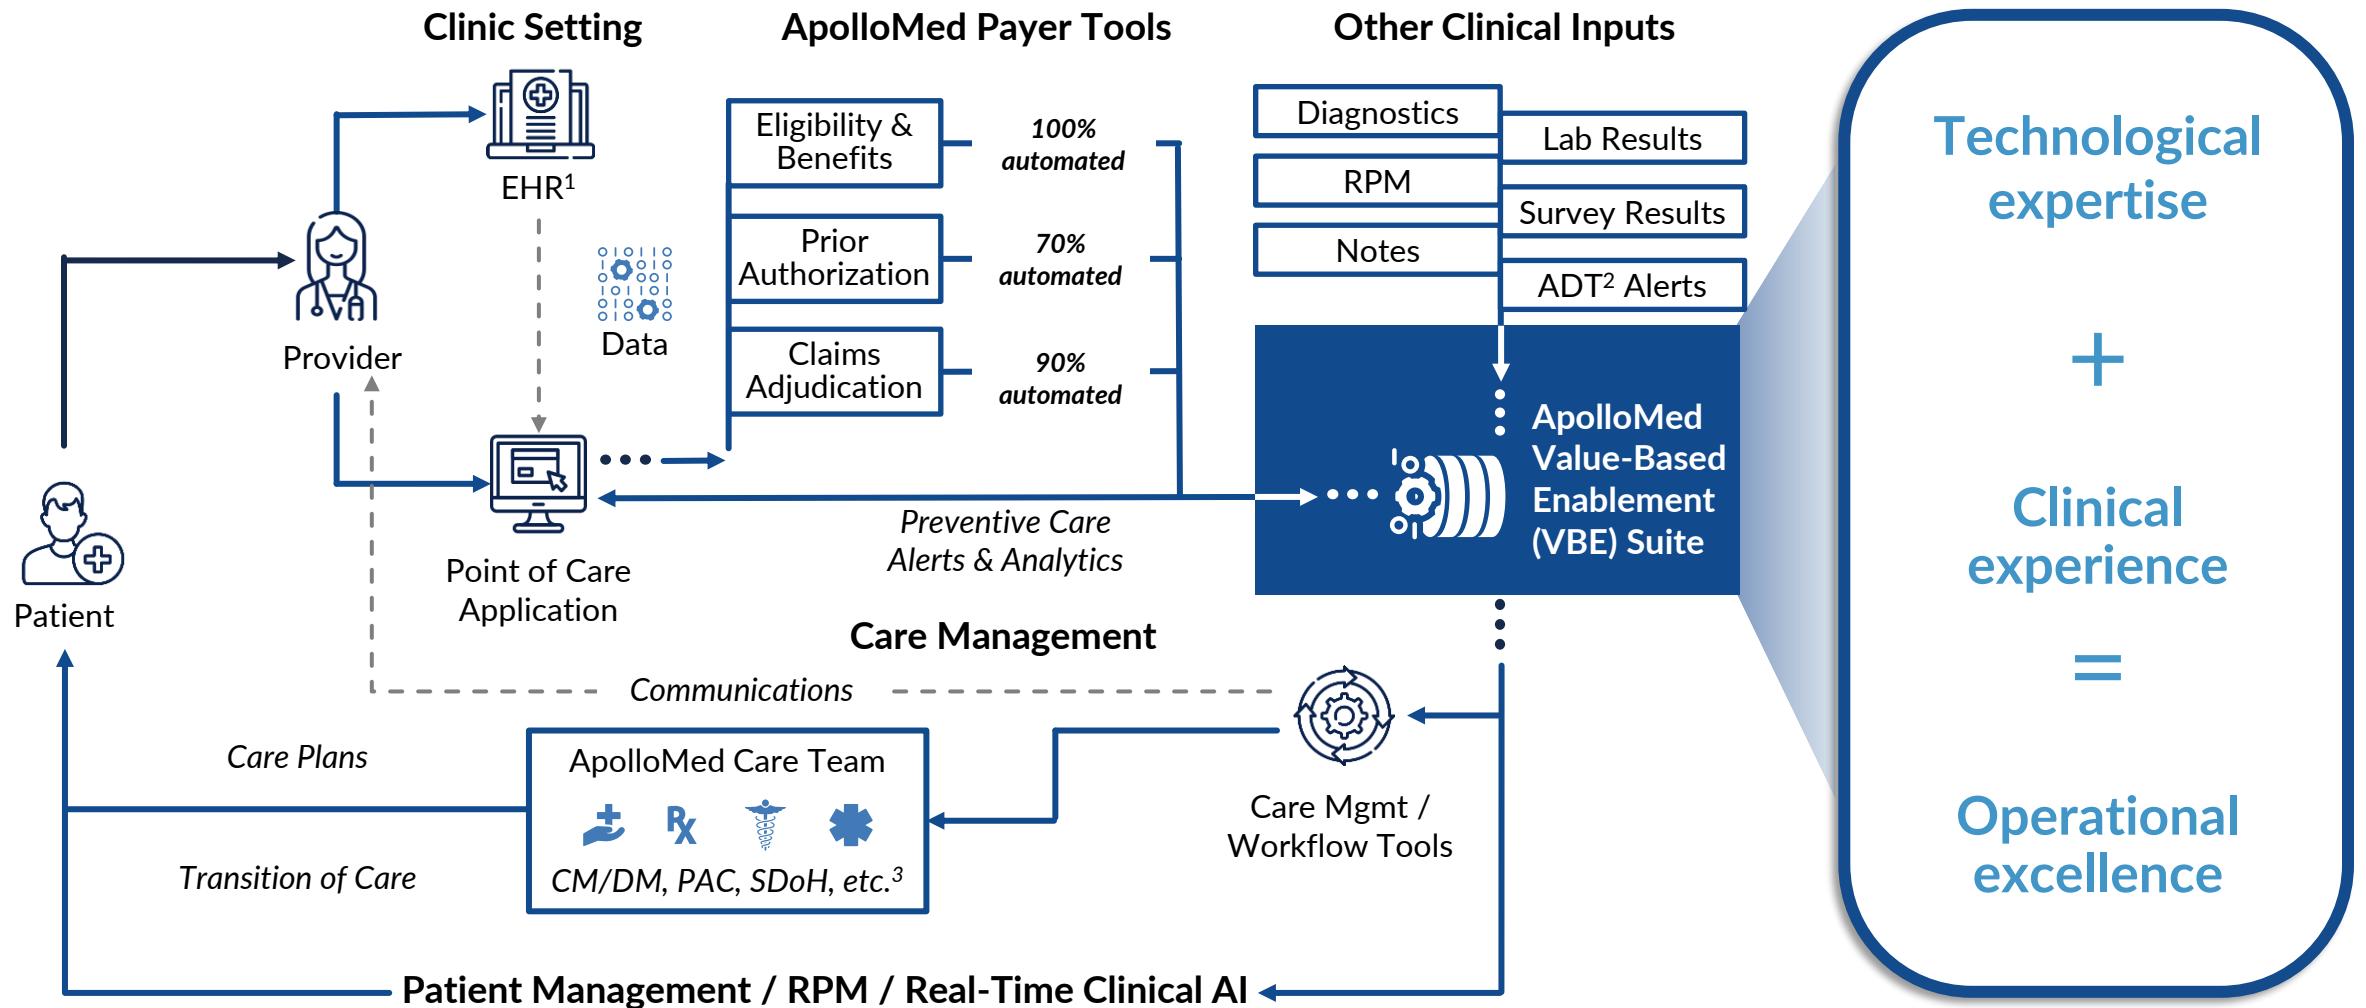 Clinic Setting
ApolloMed Payer Tools
Other Clinical Inputs
EHR1
Provider
Data
Patient
Point of Care
Application
Eligibility &
Benefits
100%
automated
Prior
Authorization
70%
automated
Claims
Adjudication
90%
automated
Preventive Care
Alerts & Analytics
Diagnostics
Lab Results
RPM
Survey Results
Notes
ADT2 Alerts
ApolloMed
Value-Based
Enablement
(VBE) Suite
Care Management
Communications
Care Plans
Transition of Care
ApolloMed Care Team
Rx
CM/DM, PAC, SDoH, etc.3
Care Mgmt /
Workflow Tools
Patient Management / RPM / Real-Time Clinical AI
Technological
expertise
+
Clinical
experience
=
Operational
excellence